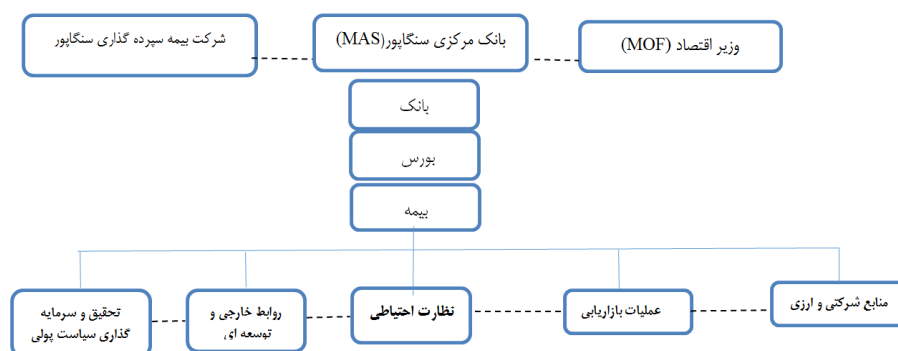 وزیر اقتصاد (MOF)
بانک مرکزی سنگاپور(MAS)
شرکت بیمه سپرده گذاری سنگاپور
بانک
بورس
بیمه
منابع شرکتی و ارزی
عملیات بازاریابی
نظارت احتیاطی
روابط خارجی و
توسعه ای
تحقیق و سرمایه
گذاری سیاست پولی